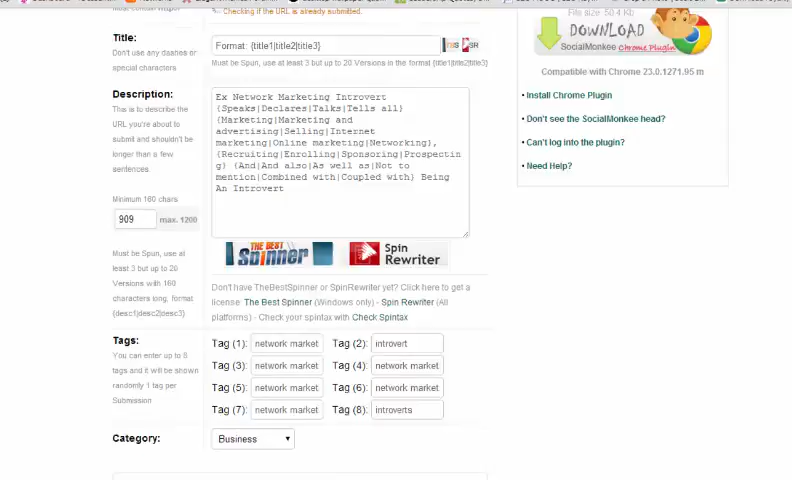 Checking if the URL is already submitted.
File size: 50.4 Kb
DOWNLOAD
SocialMonkee Chrome Plugin
Title:
Don't use any dashes or
special characters
Format: {title1|title2|title3}
TBS
SR
Must be Spun, use at least 3 but up to 20 Versions in the format {title1|title2|title3}
Compatible with Chrome 23.0.1271.95 m
• Install Chrome Plugin
• Don't see the SocialMonkee head?
• Can't log into the plugin?
• Need Help?
Description:
This is to describe the
URL you're about to
submit and shouldn't be
longer than a few
sentences
Minimum 160 chars
909 max. 1200
Must be Spun, use at
least 3 but up to 20
Versions with 160
characters long, format
{desc1|desc2|desc3}
Ex Network Marketing Introvert
{Speaks|Declares|Talks|Tells all}
{Marketing|Marketing and
advertising|Selling|Internet
marketing|Online marketing|Networking},
{Recruiting|Enrolling|Sponsoring|Prospectin
g} {And|And also|As well as|Not to
mention|Combined with|Coupled with} Being
An Introvert
THE BEST
Spinner
Spin
Rewriter
Don't have TheBestSpinner or SpinRewriter yet? Click here to get a
license: The Best Spinner (Windows only) - Spin Rewriter (All
platforms) - Check your spintax with Check Spintax
Tags:
You can enter up to 8
tags and it will be shown
randomly 1 tag per
Submission
Tag (1): network market Tag (2): introvert
Tag (3): network market Tag (4): network market
Tag (5): network market Tag (6): network market
Tag (7): network market Tag (8): introverts
Category: Business